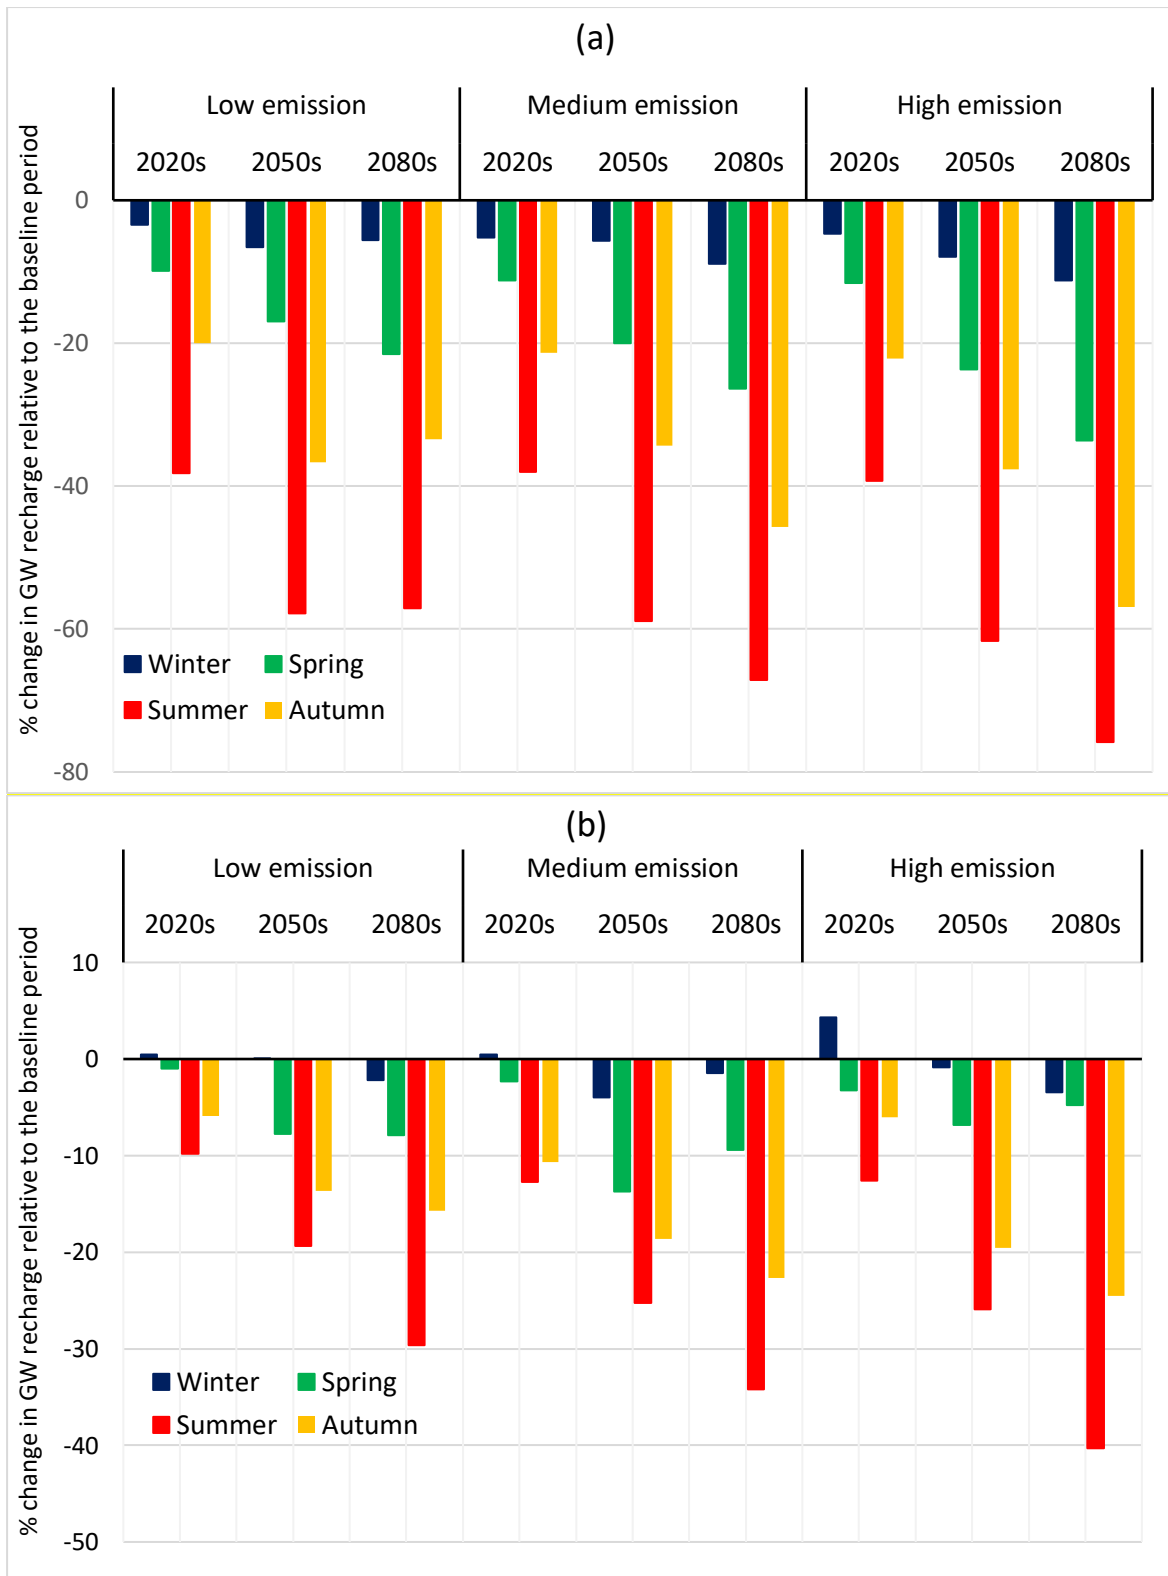 (a)
Low emission Medium emission High emission
2020s 2050s 2080s 2020s 2050s 2080s 2020s 2050s 2080s
% change in GW recharge relative to the baseline period
0
-20
-40
-60
-80
Winter Spring
Summer Autumn
(b)
Low emission Medium emission High emission
2020s 2050s 2080s 2020s 2050s 2080s 2020s 2050s 2080s
% change in GW recharge relative to the baseline period
10
0
-10
-20
-30
-40
-50
Winter Spring
Summer Autumn